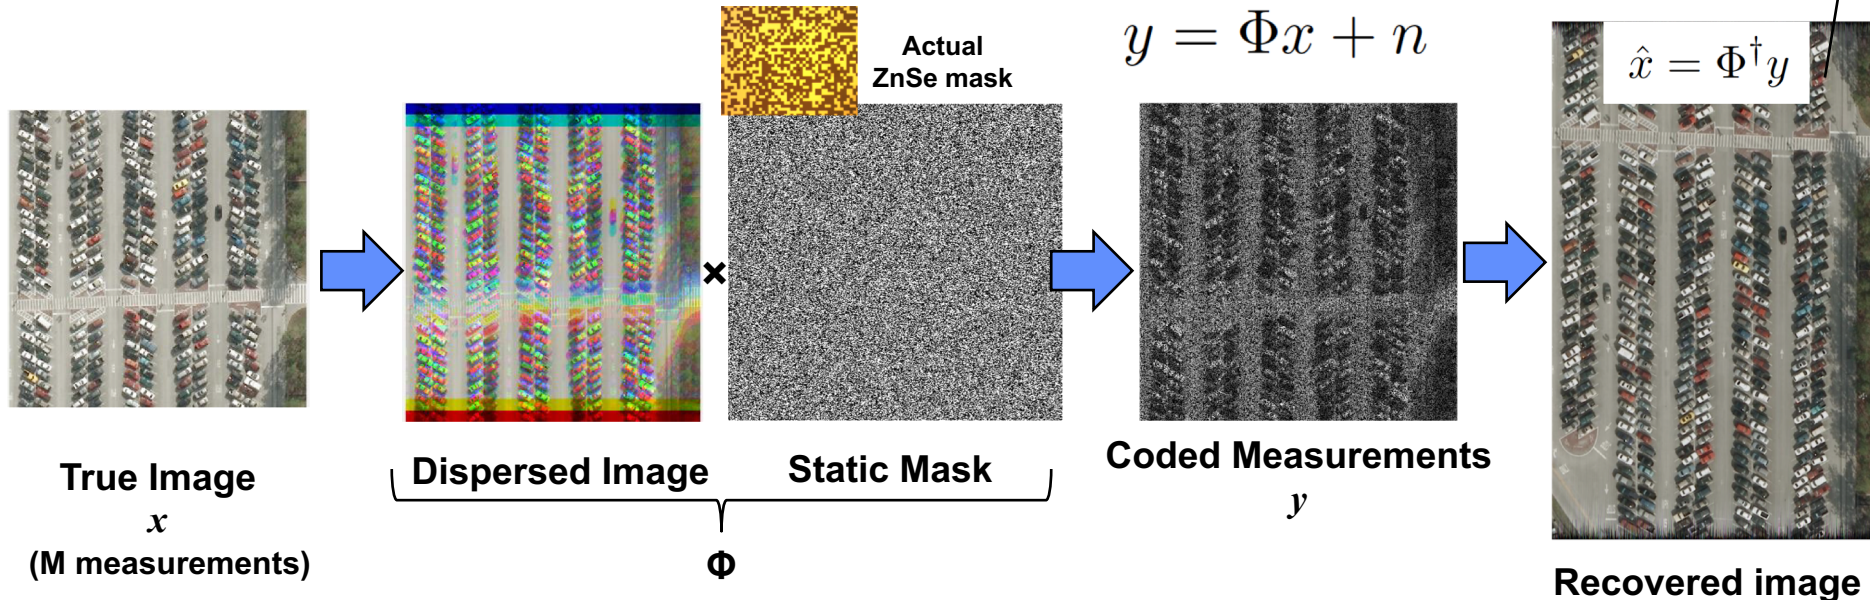 Actual
ZnSe mask
y = Φx + n
x̂ = Φ†y
×
True Image
x
(M measurements)
Dispersed Image
Static Mask
Φ
Coded Measurements
y
Recovered image